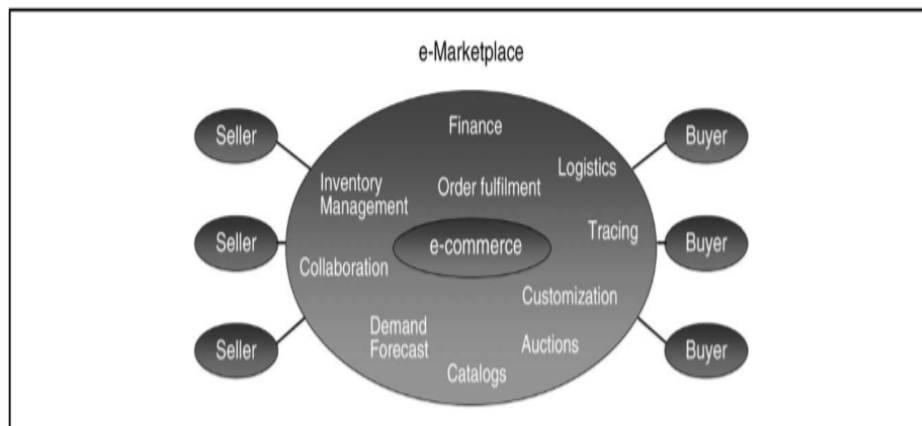 e-Marketplace
Seller
Finance
Buyer
Logistics
Inventory
Management
Order fulfilment
Seller
e-commerce
Tracing
Buyer
Collaboration
Customization
Demand
Forecast
Auctions
Seller
Catalogs
Buyer